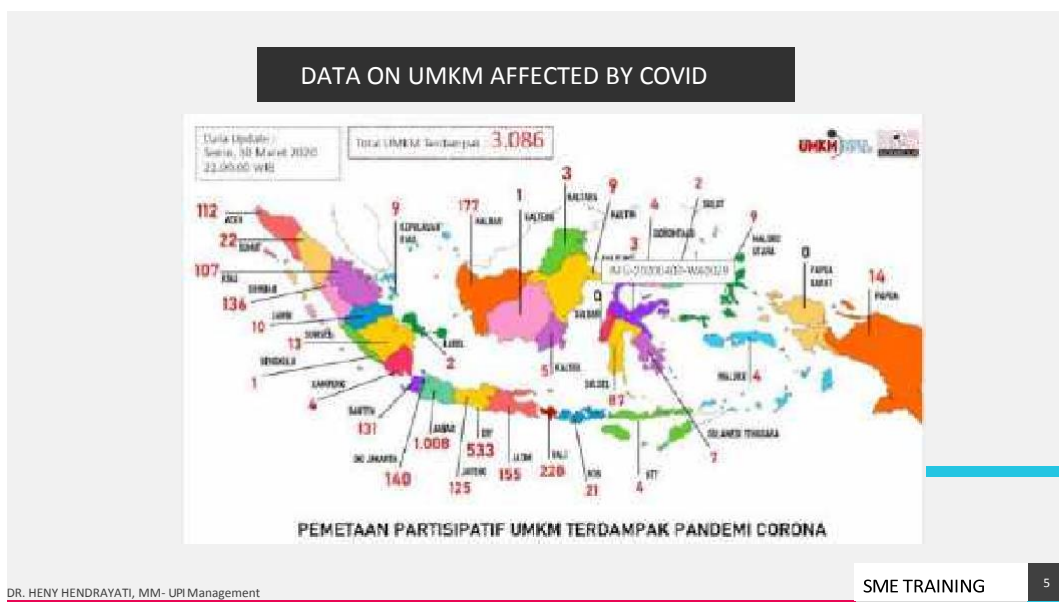 DATA ON UMKM AFFECTED BY COVID
Data Update :
Senin, 30 Maret 2020
22.00.00 WIB
Total UMKM Terdampak : 3.086
UMKM
112
ACEH
22
SUMUT
107
RIAU
136
SUMBAR
10
JAMBI
13
SUMSEL
1
BENGKULU
4
LAMPUNG
9
KEPULAUAN
RIAU
2
BABEL
177
KALBAR
1
KALTENG
3
KALTARA
9
KALTIM
5
KALSEL
4
GORONTALO
2
SULUT
3
0
SULBAR
87
SULSEL
7
SULAWESI TENGGARA
9
MALUKU
UTARA
MALUKU 4
0
PAPUA
BARAT
14
PAPUA
BANTEN
131
DKI JAKARTA
140
JABAR
1.008
JATENG
125
DIY
533
JATIM
155
BALI
228
NTB
21
NTT
4
IMG-20200403-WA0029
PEMETAAN PARTISIPATIF UMKM TERDAMPAK PANDEMI CORONA
DR. HENY HENDRAYATI, MM- UPI Management
SME TRAINING
5